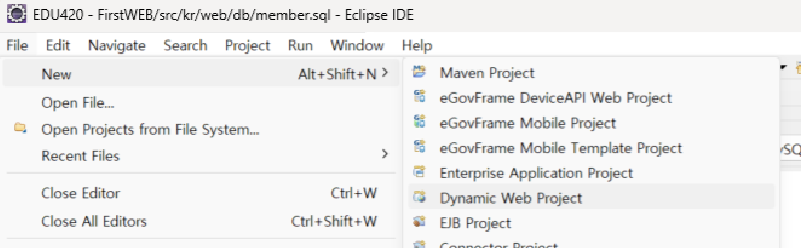 EDU420 - FirstWEB/src/kr/web/db/member.sql - Eclipse IDE
File Edit Navigate Search Project Run Window Help
New Alt+Shift+N >
Open File...
Open Projects from File System...
Recent Files >
Close Editor Ctrl+W
Close All Editors Ctrl+Shift+W
Maven Project
eGovFrame DeviceAPI Web Project
eGovFrame Mobile Project
eGovFrame Mobile Template Project
Enterprise Application Project
Dynamic Web Project
EJB Project
Connector Project